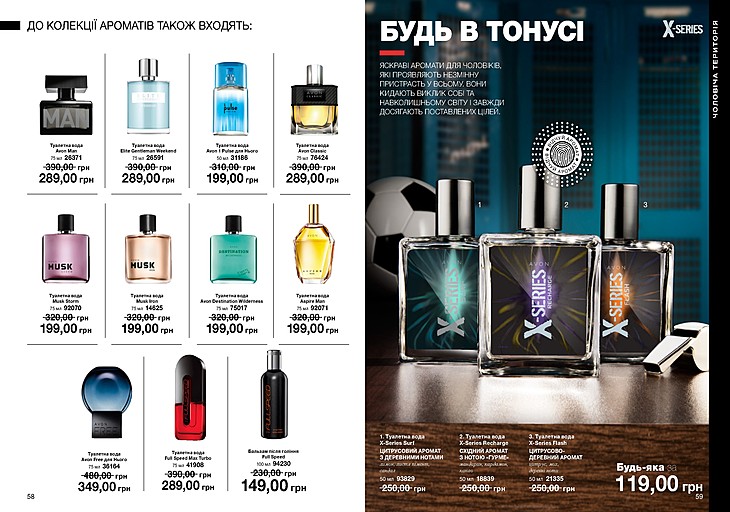 ДО КОЛЕКЦІЇ АРОМАТІВ ТАКОЖ ВХОДЯТЬ:
MAN
Туалетна вода
Avon Man
75 мл 26371
390,00 грн
289,00 грн
Туалетна вода
Elite Gentleman Weekend
75 мл 26591
390,00 грн
289,00 грн
pulse
Туалетна вода
Avon 1 Pulse для Нього
50 мл 31186
310,00 грн
199,00 грн
Туалетна вода
Avon Classic
75 мл 76424
390,00 грн
289,00 грн
MUSK
Туалетна вода
Musk Storm
75 мл 92070
320,00 грн
199,00 грн
MUSK
Туалетна вода
Musk Iron
75 мл 14625
320,00 грн
199,00 грн
DESTINATION
Туалетна вода
Avon Destination Wilderness
75 мл 75017
320,00 грн
199,00 грн
Туалетна вода
Aspire Man
75 мл 92071
320,00 грн
199,00 грн
Туалетна вода
Avon Free для Нього
75 мл 36164
480,00 грн
349,00 грн
FULL SPEED
Туалетна вода
Full Speed Max Turbo
75 мл 41908
390,00 грн
289,00 грн
FULL SPEED
Бальзам після гоління
Full Speed
100 мл 94230
230,00 грн
149,00 грн
58
БУДЬ В ТОНУСІ
X-SERIES
ЧОЛОВІЧА ТЕРИТОРІЯ
ЯСКРАВІ АРОМАТИ ДЛЯ ЧОЛОВІКІВ,
ЯКІ ПРОЯВЛЯЮТЬ НЕЗМІННУ
ПРИСТРАСТЬ У ВСЬОМУ. ВОНИ
КИДАЮТЬ ВИКЛИК СОБІ ТА
НАВКОЛИШНЬОМУ СВІТУ І ЗАВЖДИ
ДОСЯГАЮТЬ ПОСТАВЛЕНИХ ЦІЛЕЙ.
1
2
3
X-SERIES
AVON
X-SERIES
RECHARGE
X-SERIES
FLASH
1. Туалетна вода
X-Series Surf
ЦИТРУСОВИЙ АРОМАТ
З ДЕРЕВНИМИ НОТАМИ
50 мл 93829
250,00 грн
2. Туалетна вода
X-Series Recharge
СХІДНИЙ АРОМАТ
З НОТОЮ «ГУРМЕ»
50 мл 18839
250,00 грн
3. Туалетна вода
X-Series Flash
ЦИТРУСОВО-
ДЕРЕВНИЙ АРОМАТ
50 мл 21335
250,00 грн
Будь-яка за
119,00 грн
59